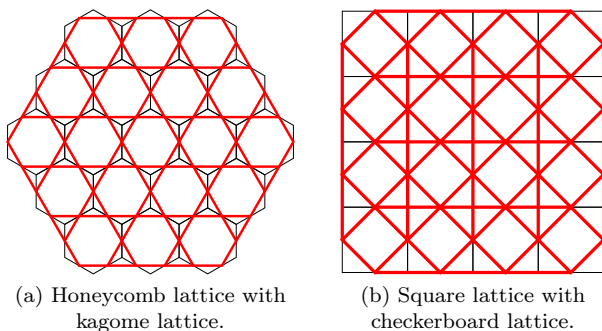 (a) Honeycomb lattice with
kagome lattice.
(b) Square lattice with
checkerboard lattice.